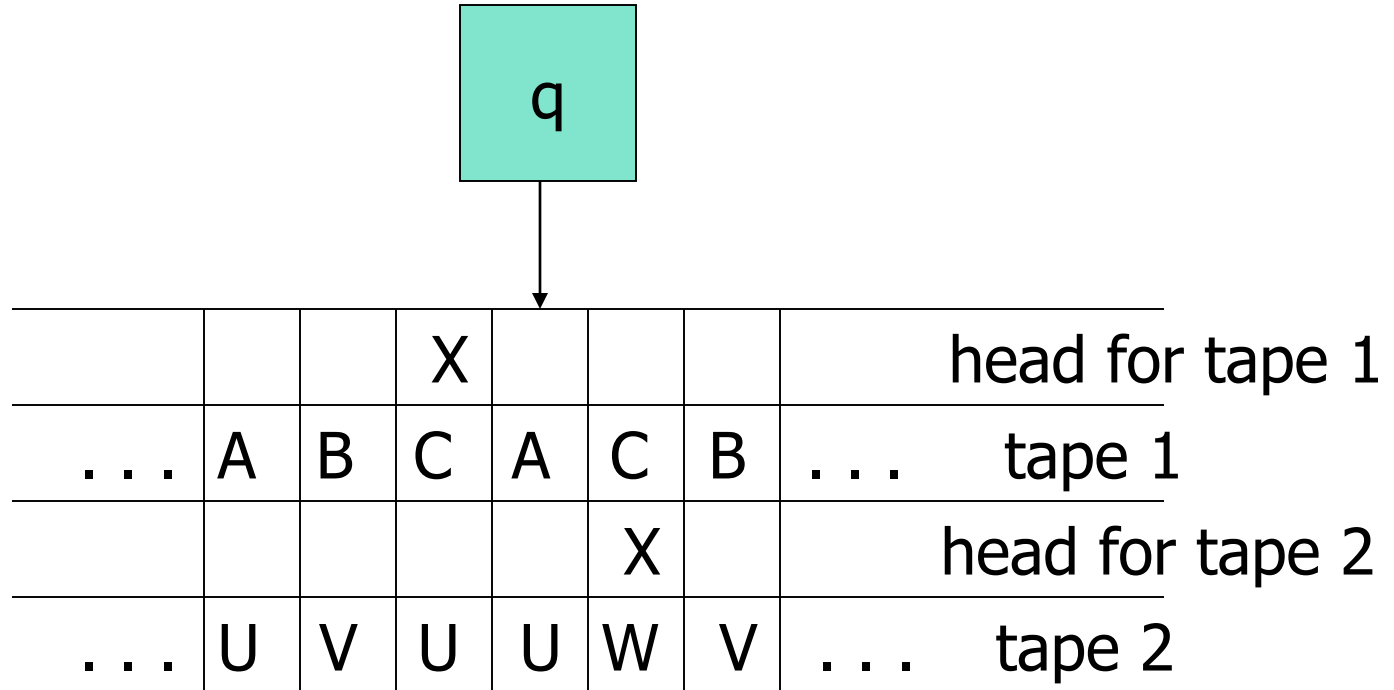 q
X head for tape 1
. . . A B C A C B . . . tape 1
X head for tape 2
. . . U V U U W V . . . tape 2